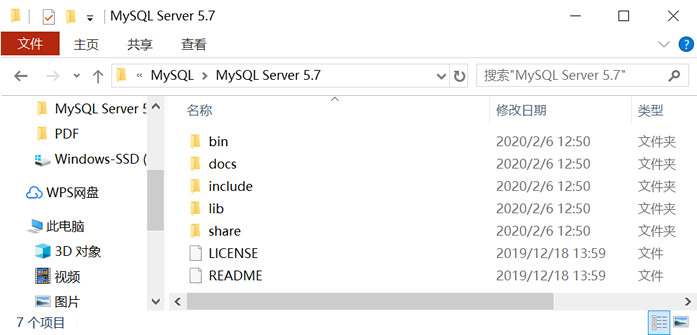 MySQL Server 5.7
文件 主页 共享 查看
« MySQL MySQL Server 5.7 搜索"MySQL Server 5.7"
名称 修改日期 类型
MySQL Server 5 bin 2020/2/6 12:50 文件夹
PDF docs 2020/2/6 12:50 文件夹
Windows-SSD ( include 2020/2/6 12:50 文件夹
WPS网盘 lib 2020/2/6 12:50 文件夹
此电脑 share 2020/2/6 12:50 文件夹
3D 对象 LICENSE 2019/12/18 13:59 文件
视频 README 2019/12/18 13:59 文件
图片
7 个项目